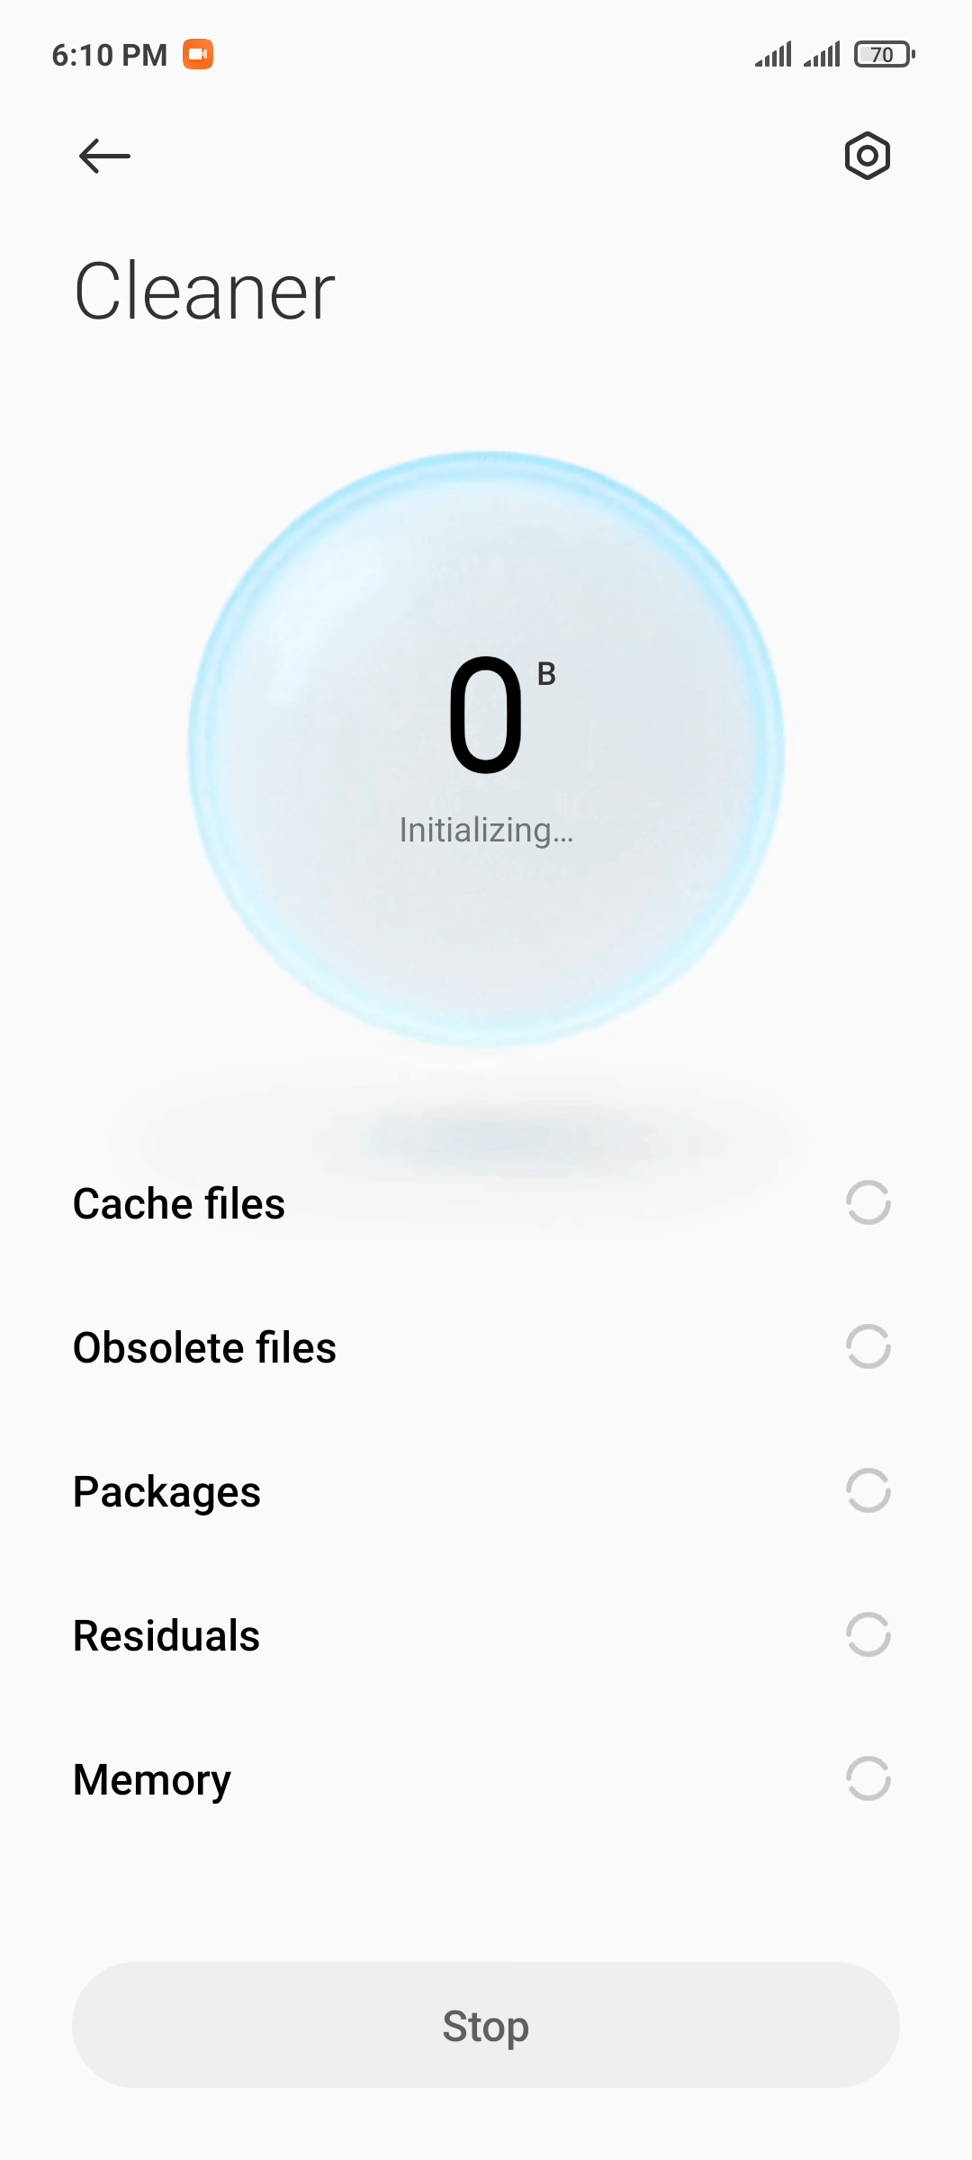 6:10 PM
70
Cleaner
0 B
Initializing...
Cache files
Obsolete files
Packages
Residuals
Memory
Stop